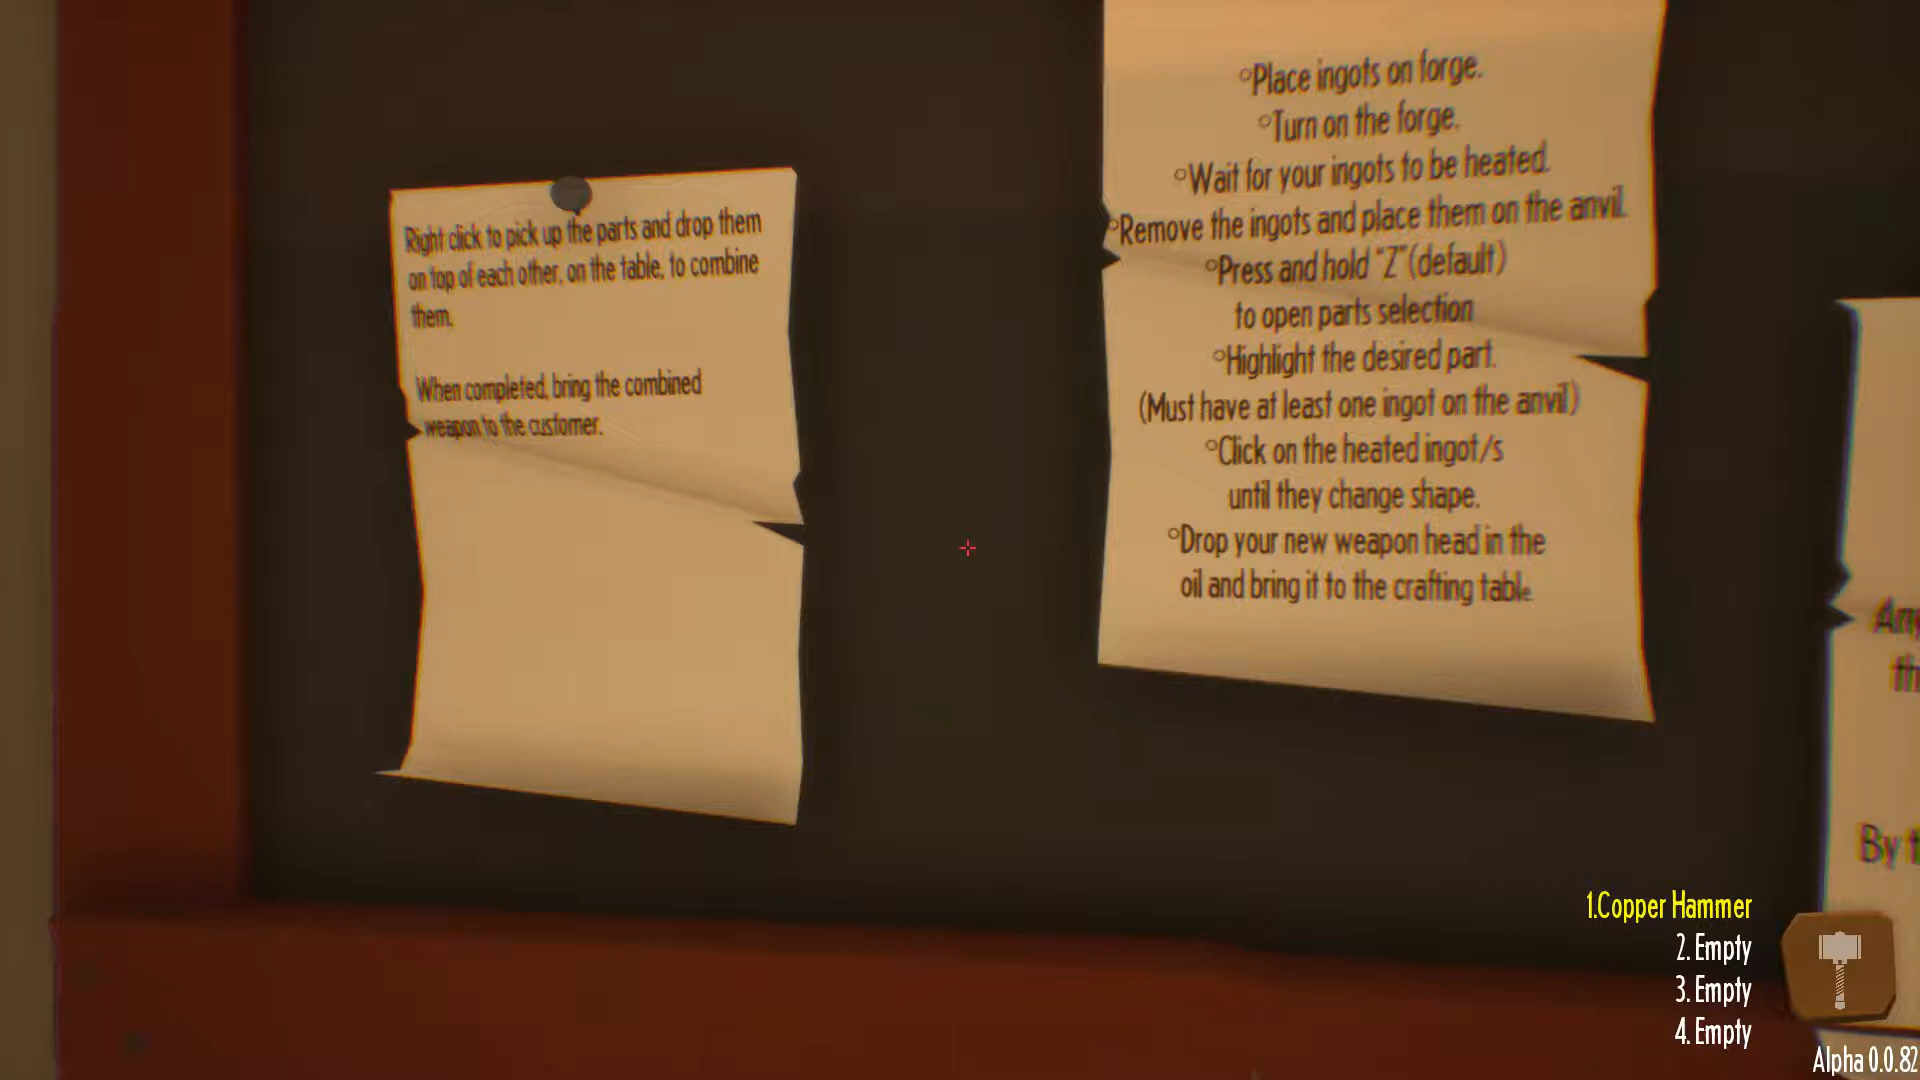 Right click to pick up the parts and drop them
on top of each other, on the table, to combine
them.
When completed, bring the combined
weapon to the customer.
°Place ingots on forge.
°Turn on the forge.
°Wait for your ingots to be heated.
°Remove the ingots and place them on the anvil.
°Press and hold "Z"(default)
to open parts selection
°Highlight the desired part.
(Must have at least one ingot on the anvil)
°Click on the heated ingot/s
until they change shape.
°Drop your new weapon head in the
oil and bring it to the crafting table.
By
1.Copper Hammer
2. Empty
3. Empty
4. Empty
Alpha 0.0.82